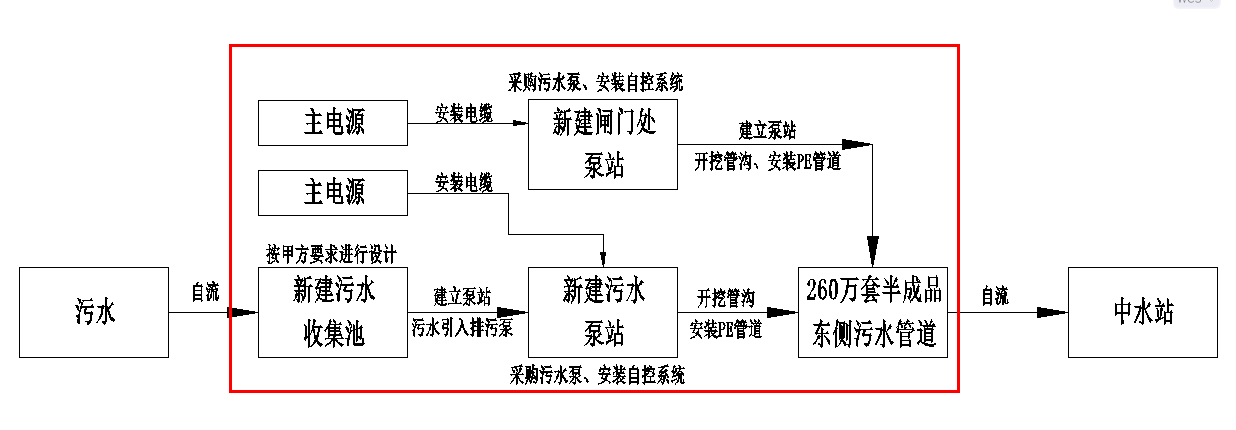 采购污水泵、安装自控系统
主电源
安装电缆
新建闸门处
泵站
建立泵站
开挖管沟、安装PE管道
主电源
安装电缆
按甲方要求进行设计
污水
自流
新建污水
收集池
建立泵站
污水引入排污泵
新建污水
泵站
开挖管沟
安装PE管道
260万套半成品
东侧污水管道
自流
中水站
采购污水泵、安装自控系统